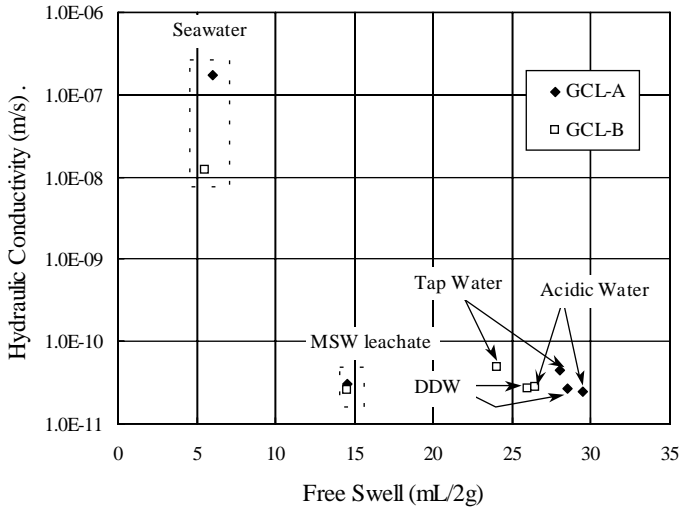 1.0E-06
Seawater
1.0E-07
GCL-A
GCL-B
1.0E-08
Hydraulic Conductivity (m/s) .
1.0E-09
Tap Water
Acidic Water
1.0E-10
MSW leachate
DDW
1.0E-11
0 5 10 15 20 25 30 35
Free Swell (mL/2g)